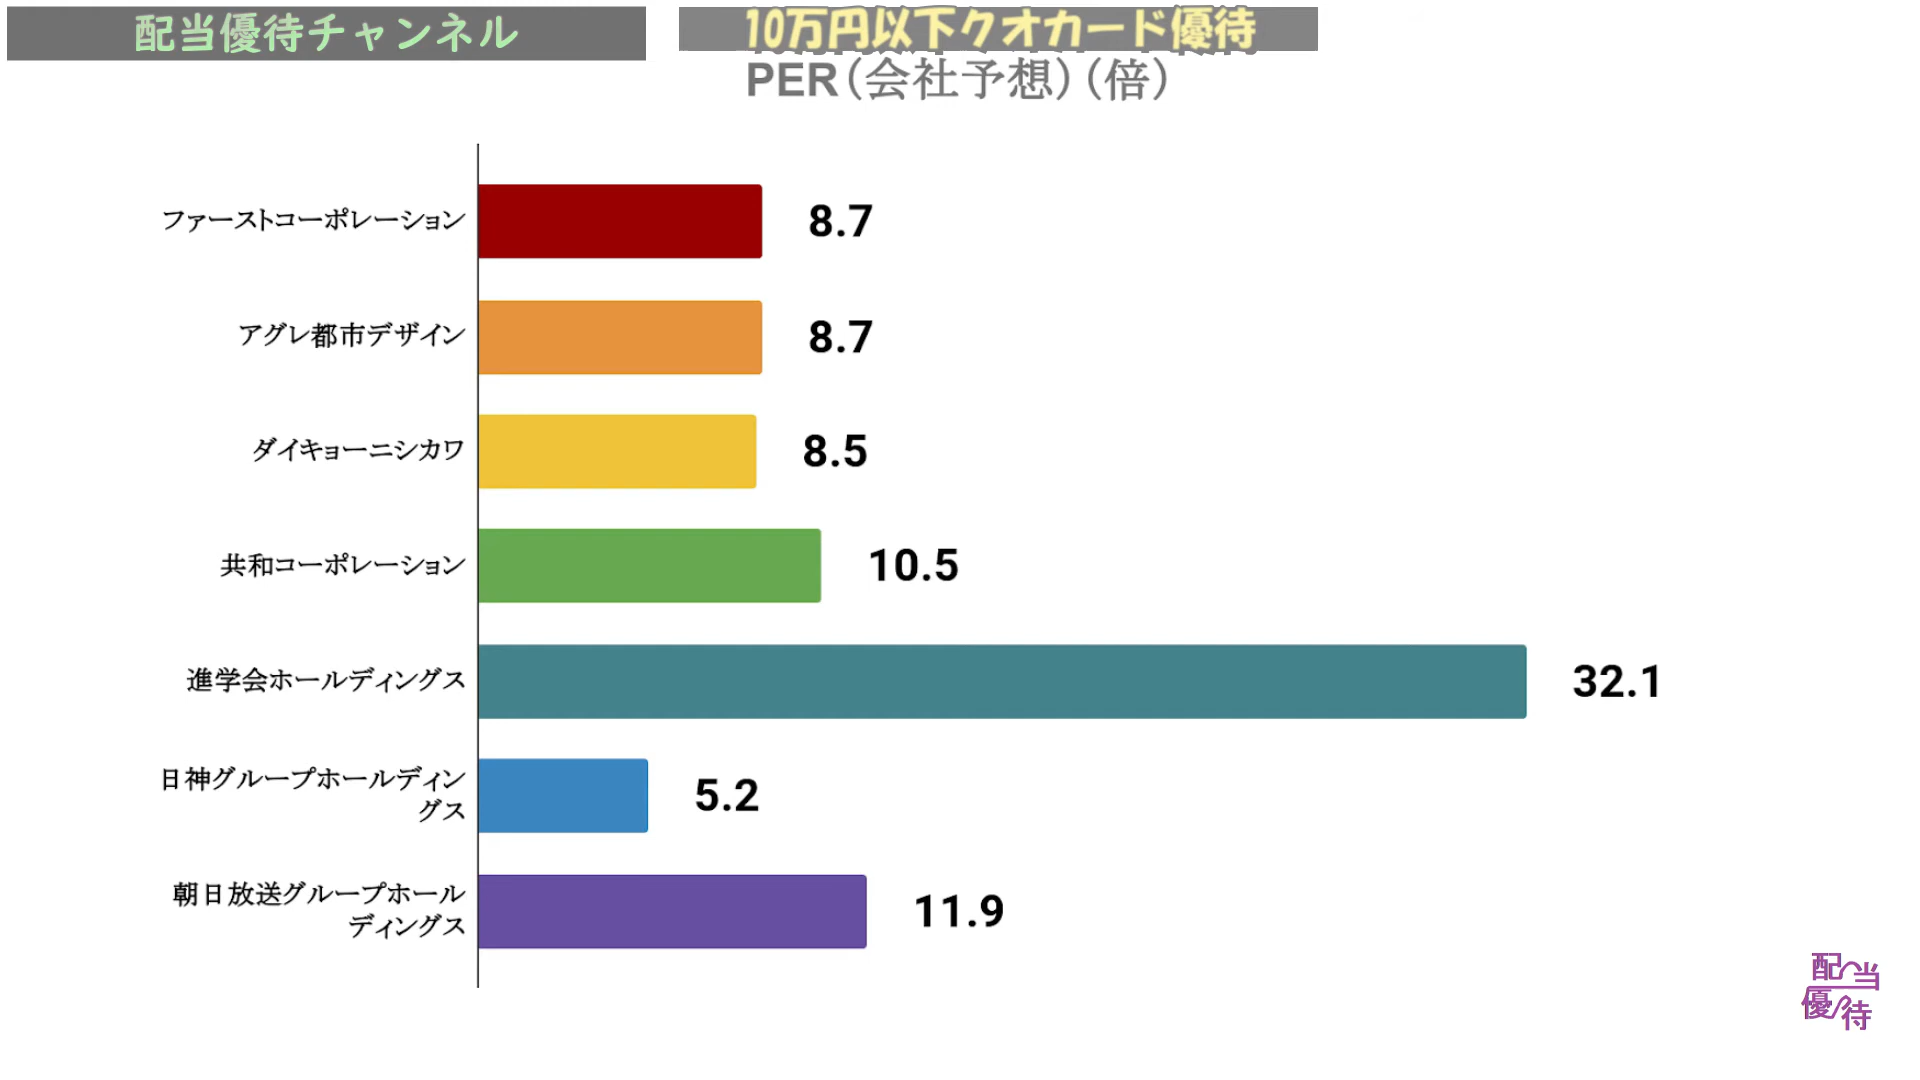 配当優待チャンネル
10万円以下クオカード優待
PER（会社予想）（倍）
ファーストコーポレーション
8.7
アグレ都市デザイン
8.7
ダイキョーニシカワ
8.5
共和コーポレーション
10.5
進学会ホールディングス
32.1
日神グループホールディン
グス
5.2
朝日放送グループホール
ディングス
11.9
配当
優待